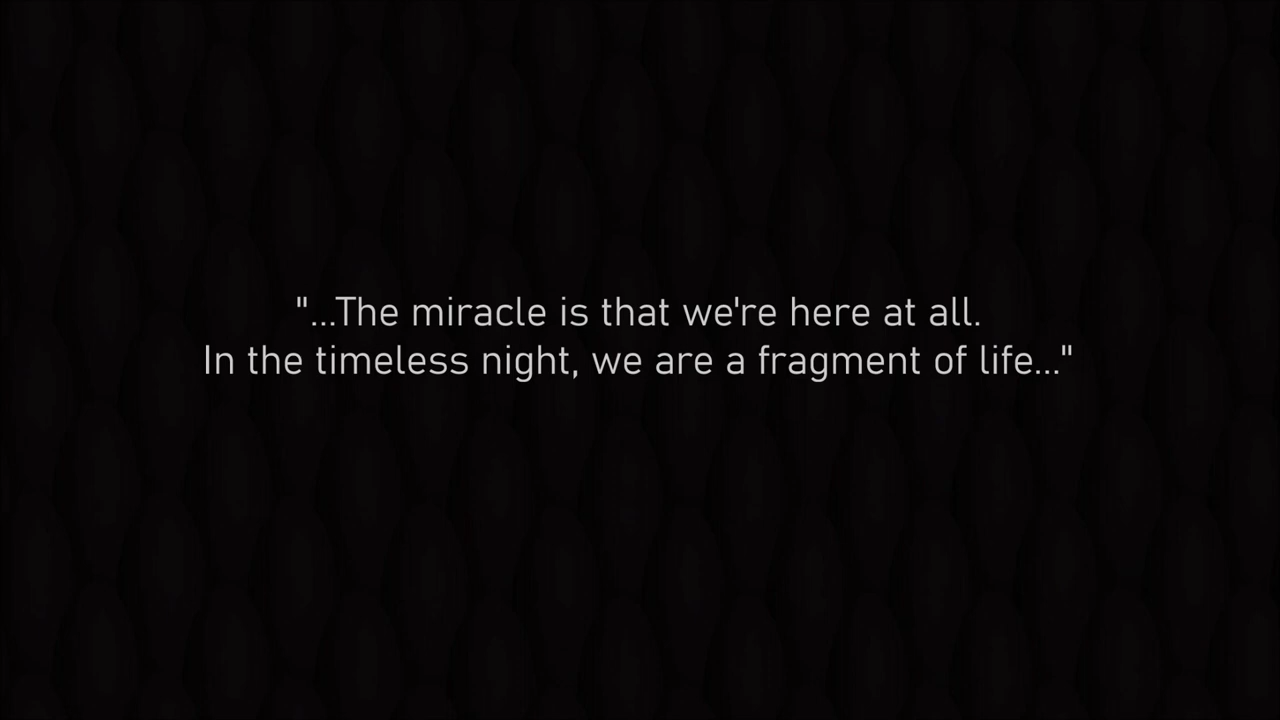 "...The miracle is that we're here at all.
In the timeless night, we are a fragment of life..."